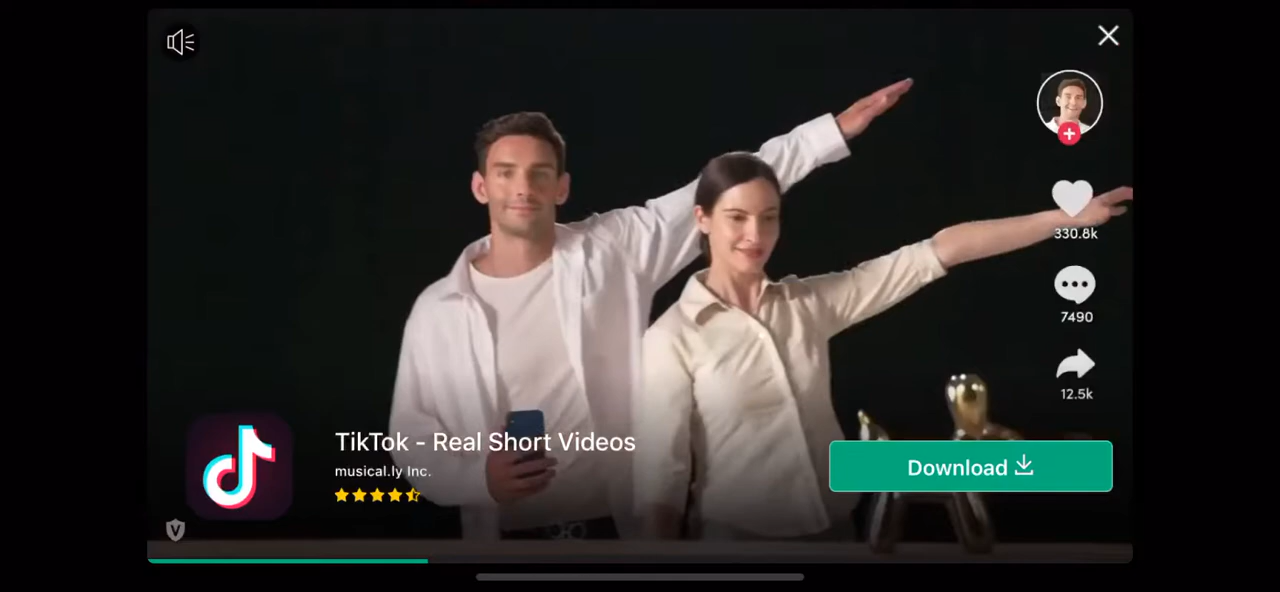 330.8k
7490
12.5k
TikTok - Real Short Videos
musical.ly Inc.
Download
V